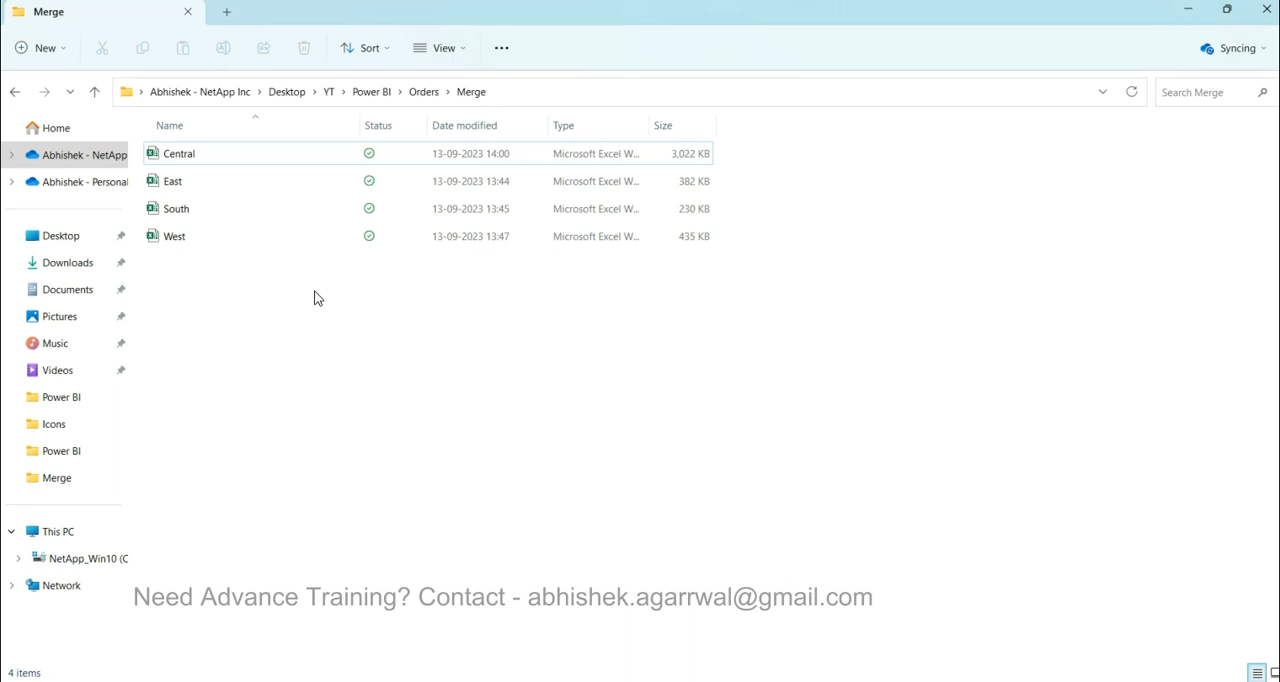 Merge
New
Sort
View
Syncing
Abhishek - NetApp Inc > Desktop > YT > Power BI > Orders > Merge
Search Merge
Name Status Date modified Type Size
Central 13-09-2023 14:00 Microsoft Excel W... 3,022 KB
East 13-09-2023 13:44 Microsoft Excel W... 382 KB
South 13-09-2023 13:45 Microsoft Excel W... 230 KB
West 13-09-2023 13:47 Microsoft Excel W... 435 KB
Home
Abhishek - NetApp
Abhishek - Personal
Desktop
Downloads
Documents
Pictures
Music
Videos
Power BI
Icons
Power BI
Merge
This PC
NetApp_Win10 (C
Network
Need Advance Training? Contact - abhishek.agarrwal@gmail.com
4 items